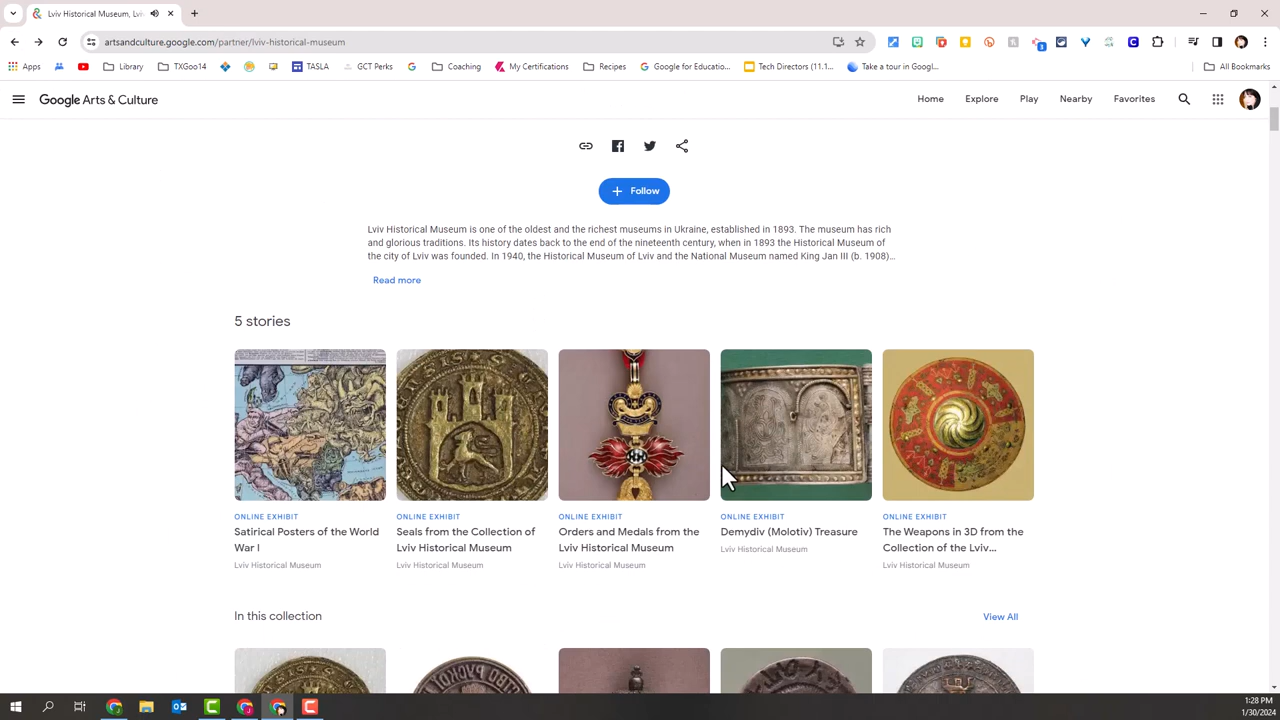 Lviv Historical Museum, Lvi
artsandculture.google.com/partner/lviv-historical-museum
3
Apps Library TXGoo14 TASLA GCT Perks Coaching My Certifications Recipes Google for Educatio... Tech Directors (11.1... Take a tour in Googl... All Bookmarks
Google Arts & Culture Home Explore Play Nearby Favorites
Follow
Lviv Historical Museum is one of the oldest and the richest museums in Ukraine, established in 1893. The museum has rich
and glorious traditions. Its history dates back to the end of the nineteenth century, when in 1893 the Historical Museum of
the city of Lviv was founded. In 1940, the Historical Museum of Lviv and the National Museum named King Jan III (b. 1908)...
Read more
5 stories
ONLINE EXHIBIT
Satirical Posters of the World
War I
Lviv Historical Museum
ONLINE EXHIBIT
Seals from the Collection of
Lviv Historical Museum
Lviv Historical Museum
ONLINE EXHIBIT
Orders and Medals from the
Lviv Historical Museum
Lviv Historical Museum
ONLINE EXHIBIT
Demydiv (Molotiv) Treasure
Lviv Historical Museum
ONLINE EXHIBIT
The Weapons in 3D from the
Collection of the Lviv...
Lviv Historical Museum
In this collection View All
1:28 PM
1/30/2024